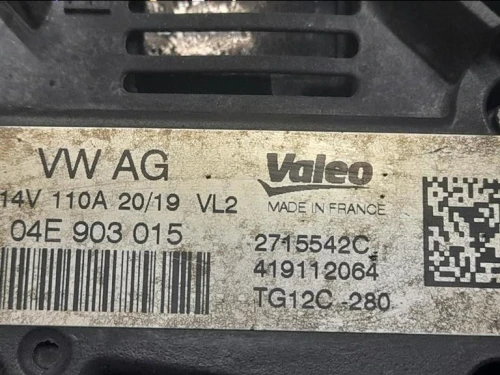 VW AG
14V 110A 20/19 VL2
04E 903 015
Valeo
MADE IN FRANCE
2715542C
419112064
TG12C-280